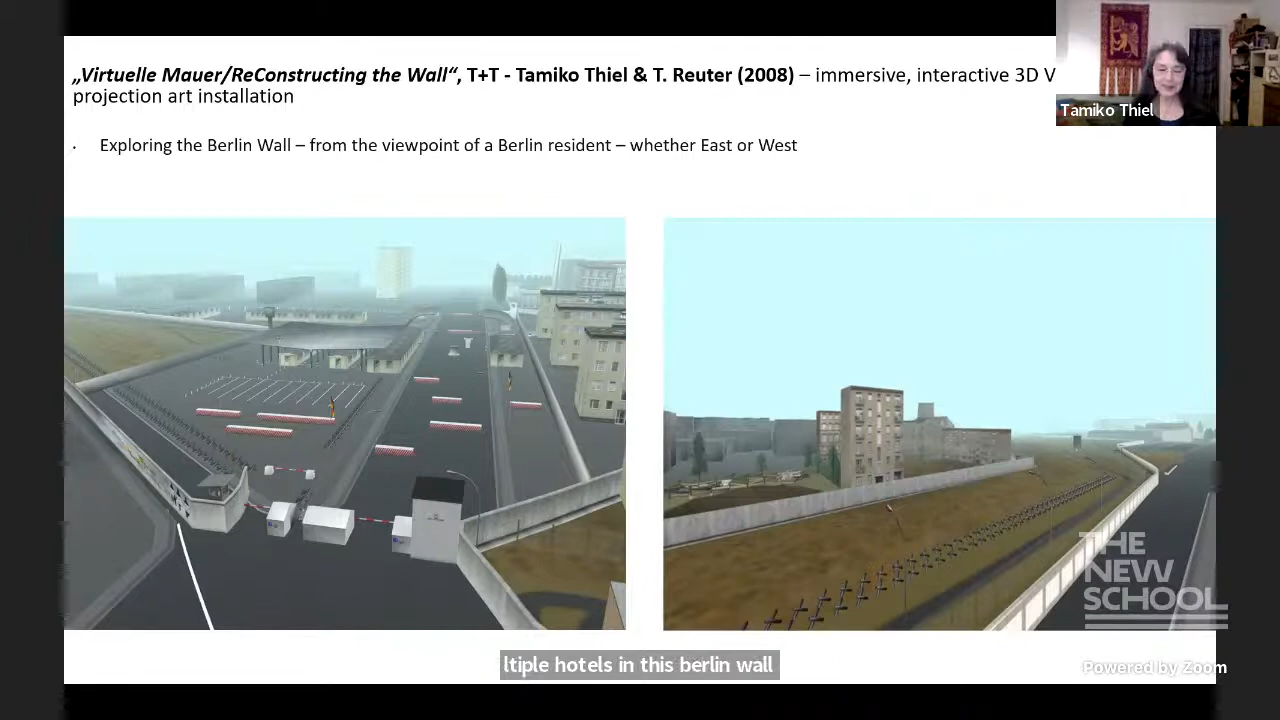 „Virtuelle Mauer/ReConstructing the Wall“, T+T - Tamiko Thiel & T. Reuter (2008) – immersive, interactive 3D V
projection art installation
Tamiko Thiel
• Exploring the Berlin Wall – from the viewpoint of a Berlin resident – whether East or West
THE
NEW
SCHOOL
ltiple hotels in this berlin wall
Powered by Zoom